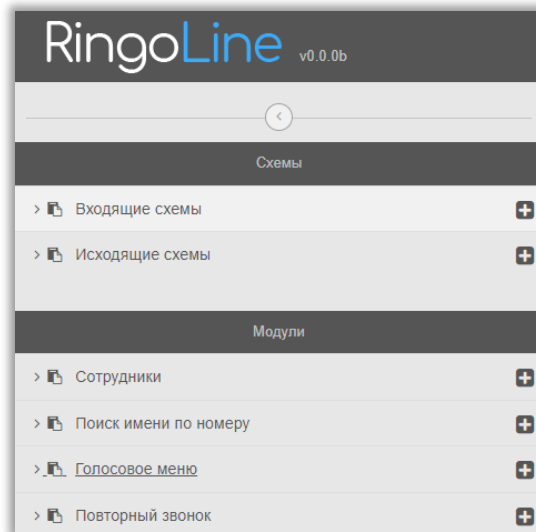 RingoLine v0.0.0b
Схемы
Входящие схемы
Исходящие схемы
Модули
Сотрудники
Поиск имени по номеру
Голосовое меню
Повторный звонок